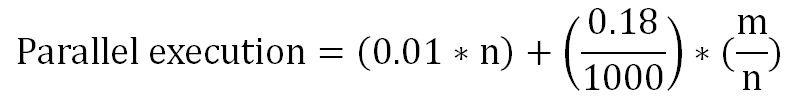 Parallel execution = (0.01 * n) + (0.18/1000) * (m/n)